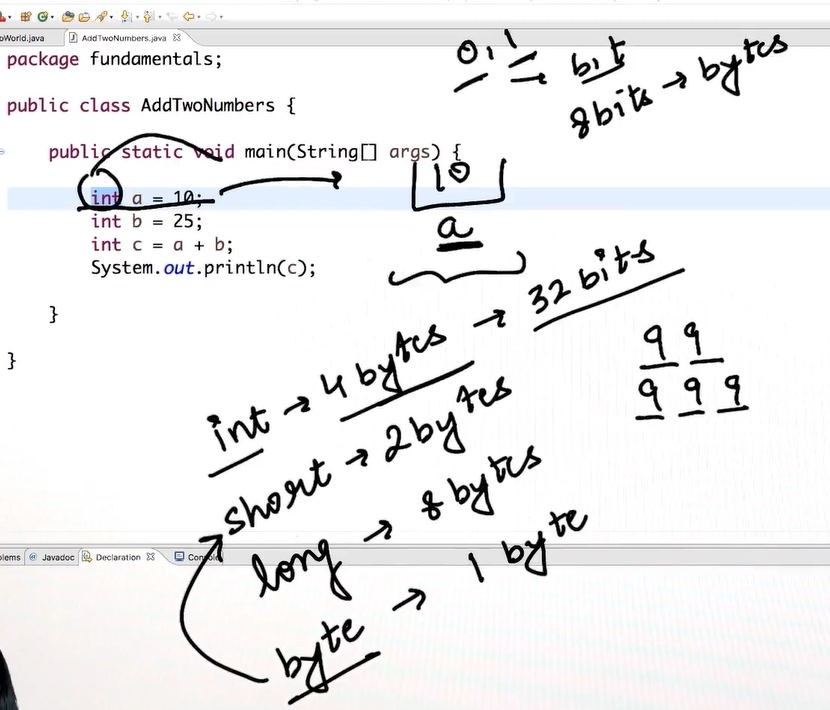 oWorld.java AddTwoNumbers.java
package fundamentals;
public class AddTwoNumbers {
public static void main(String[] args) {
int a = 10;
int b = 25;
int c = a + b;
System.out.println(c);
}
}
0,1 → bit
8bits → bytes
10
a
int → 4 bytes → 32 bits
short → 2 bytes
long → 8 bytes
byte → 1 byte
9 9
9 9 9
olems Javadoc Declaration Console